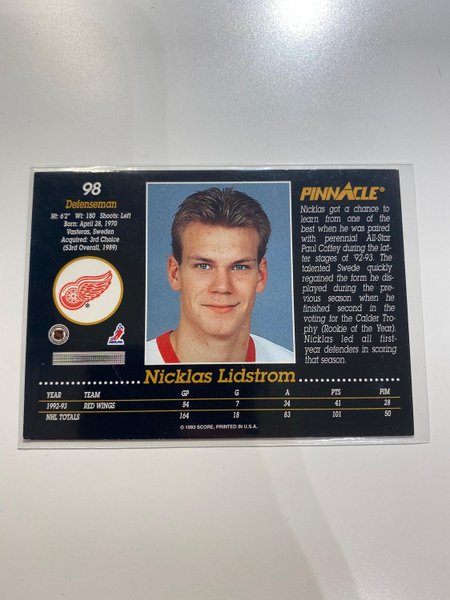 98
Defenseman
Ht: 6'2" Wt: 180 Shoots: Left
Born: April 28, 1970
Vasteras, Sweden
Acquired: 3rd Choice
(53rd Overall, 1989)
PINNACLE®
Nicklas got a chance to
learn from one of the
best when he was paired
with perennial All-Star
Paul Coffey during the lat-
ter stages of '92-93. The
talented Swede quickly
regained the form he dis-
played during the pre-
vious season when he
finished second in the
voting for the Calder Tro-
phy (Rookie of the Year).
Nicklas led all first-
year defenders in scoring
that season.
Nicklas Lidstrom
YEAR TEAM GP G A PTS PIM
1992-93 RED WINGS 84 7 34 41 28
NHL TOTALS 164 18 83 101 50
© 1993 SCORE, PRINTED IN U.S.A.